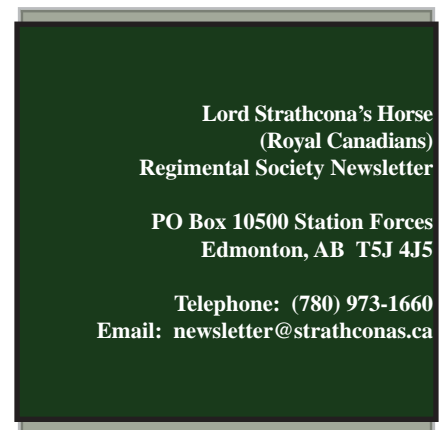 Lord Strathcona’s Horse
(Royal Canadians)
Regimental Society Newsletter
PO Box 10500 Station Forces
Edmonton, AB  T5J 4J5
Telephone:  (780) 973-1660
Email:  newsletter@strathconas.ca